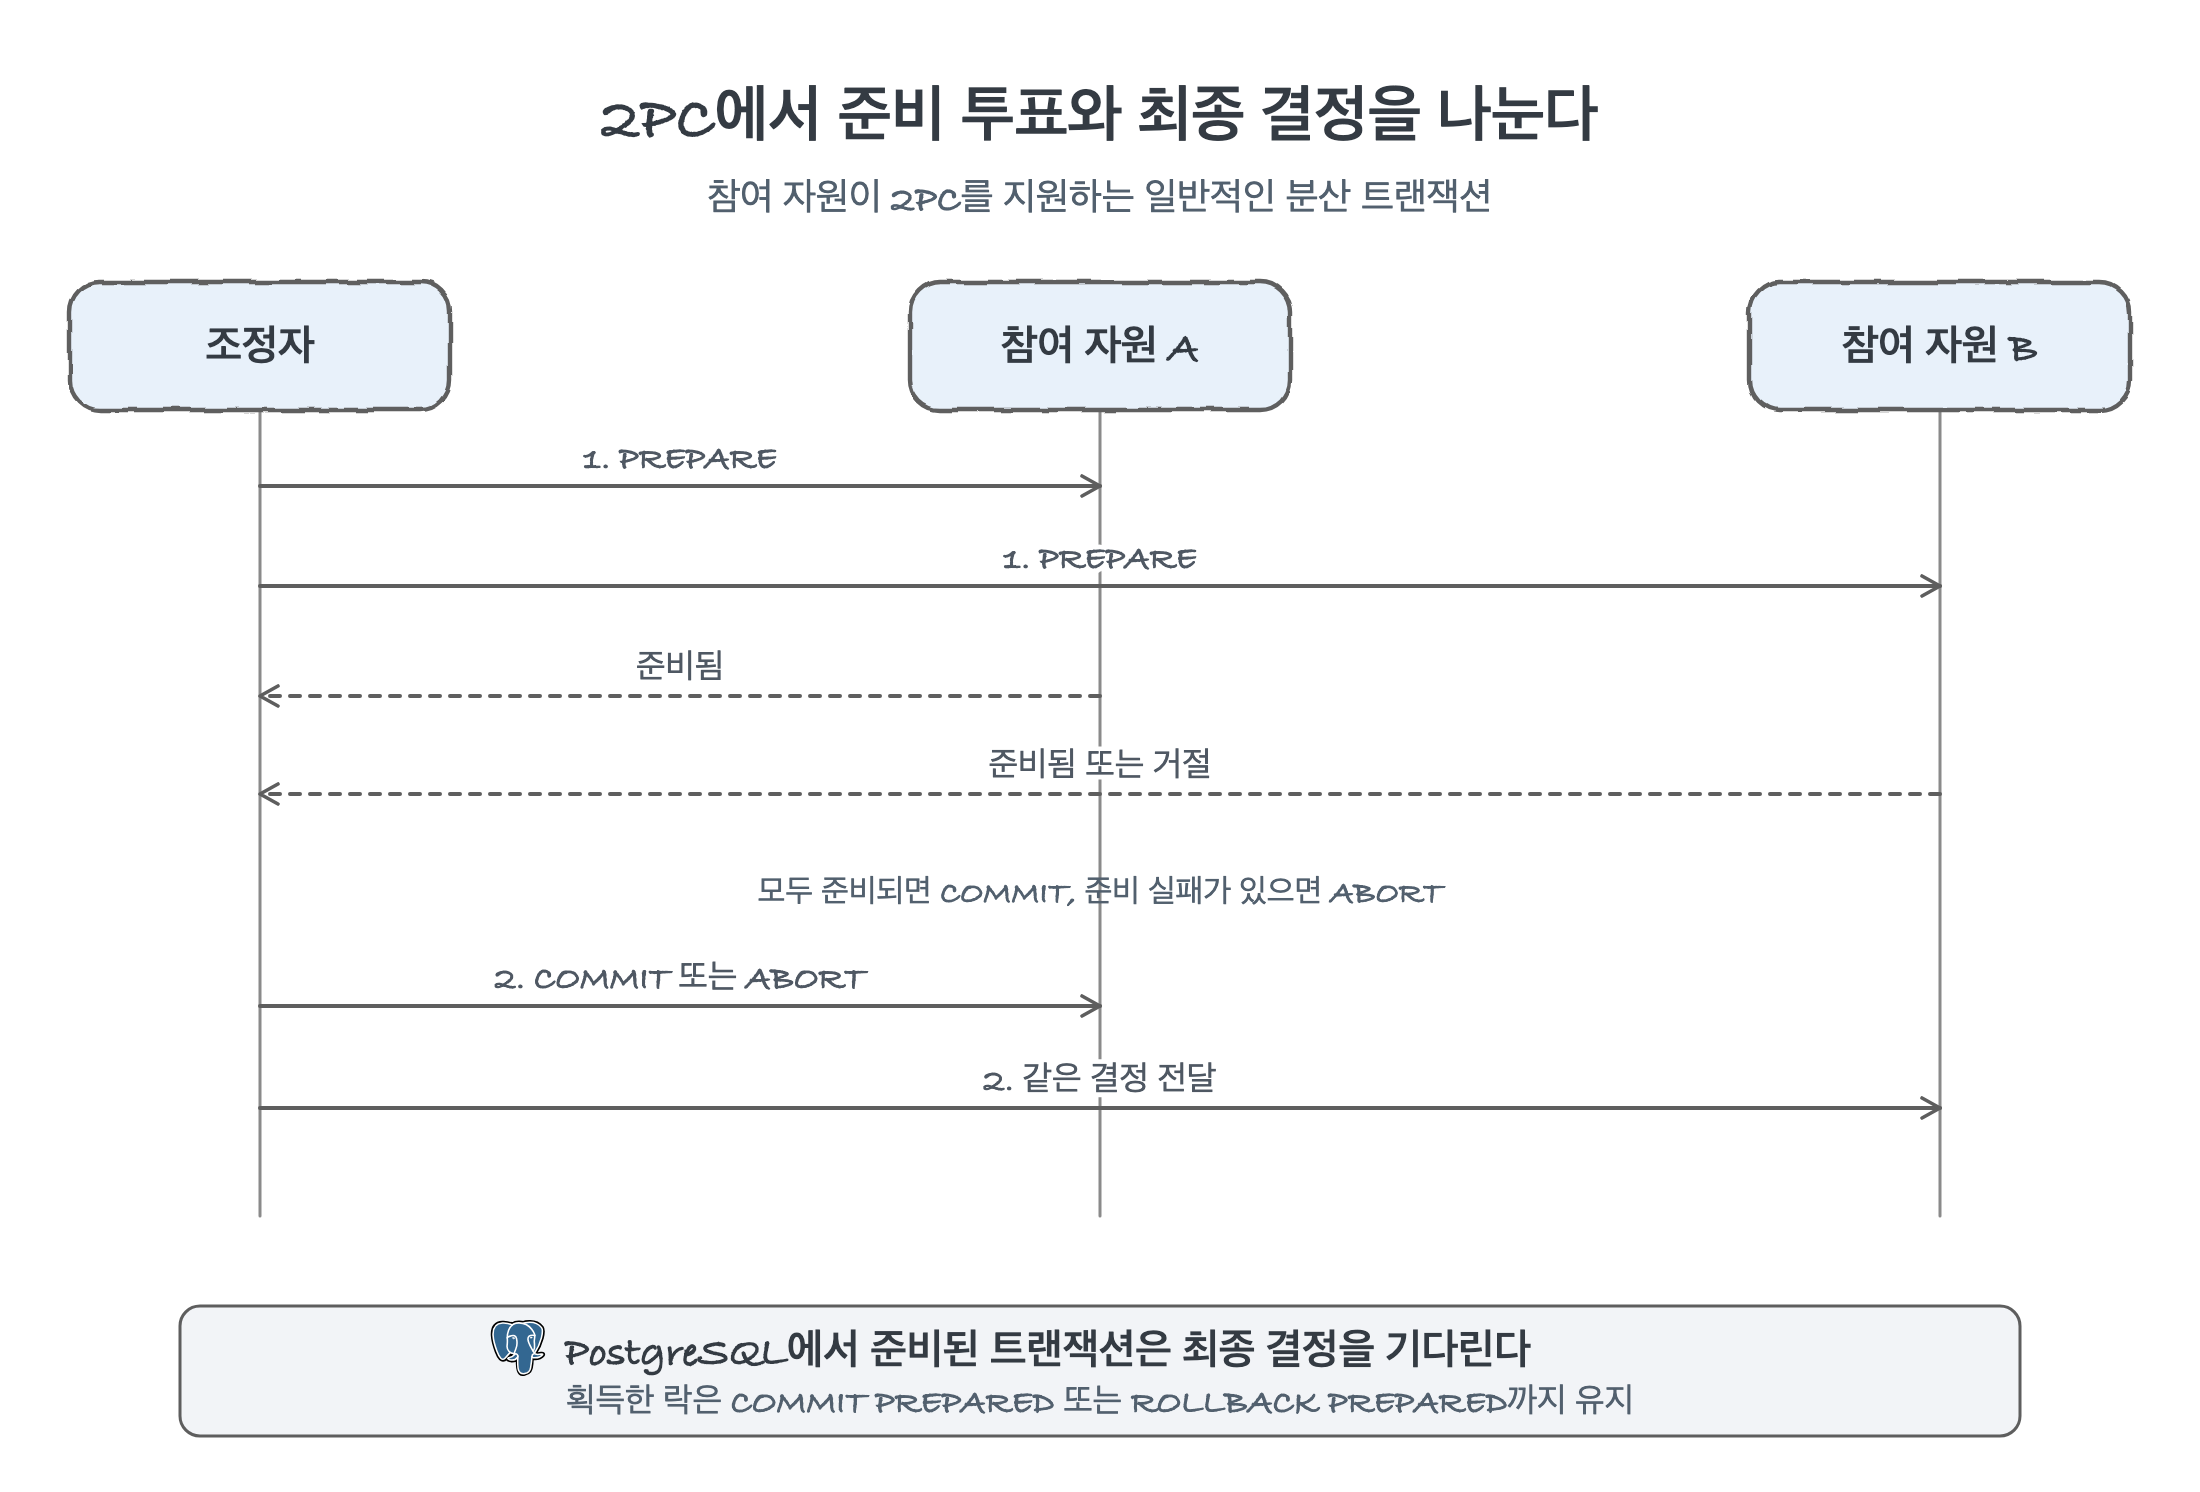 2PC에서 준비 투표와 최종 결정을 나눈다
참여 자원이 2PC를 지원하는 일반적인 분산 트랜잭션
조정자
참여 자원 A
참여 자원 B
1. PREPARE
1. PREPARE
준비됨
준비됨 또는 거절
모두 준비되면 COMMIT, 준비 실패가 있으면 ABORT
2. COMMIT 또는 ABORT
2. 같은 결정 전달
PostgreSQL에서 준비된 트랜잭션은 최종 결정을 기다린다
획득한 락은 COMMIT PREPARED 또는 ROLLBACK PREPARED까지 유지